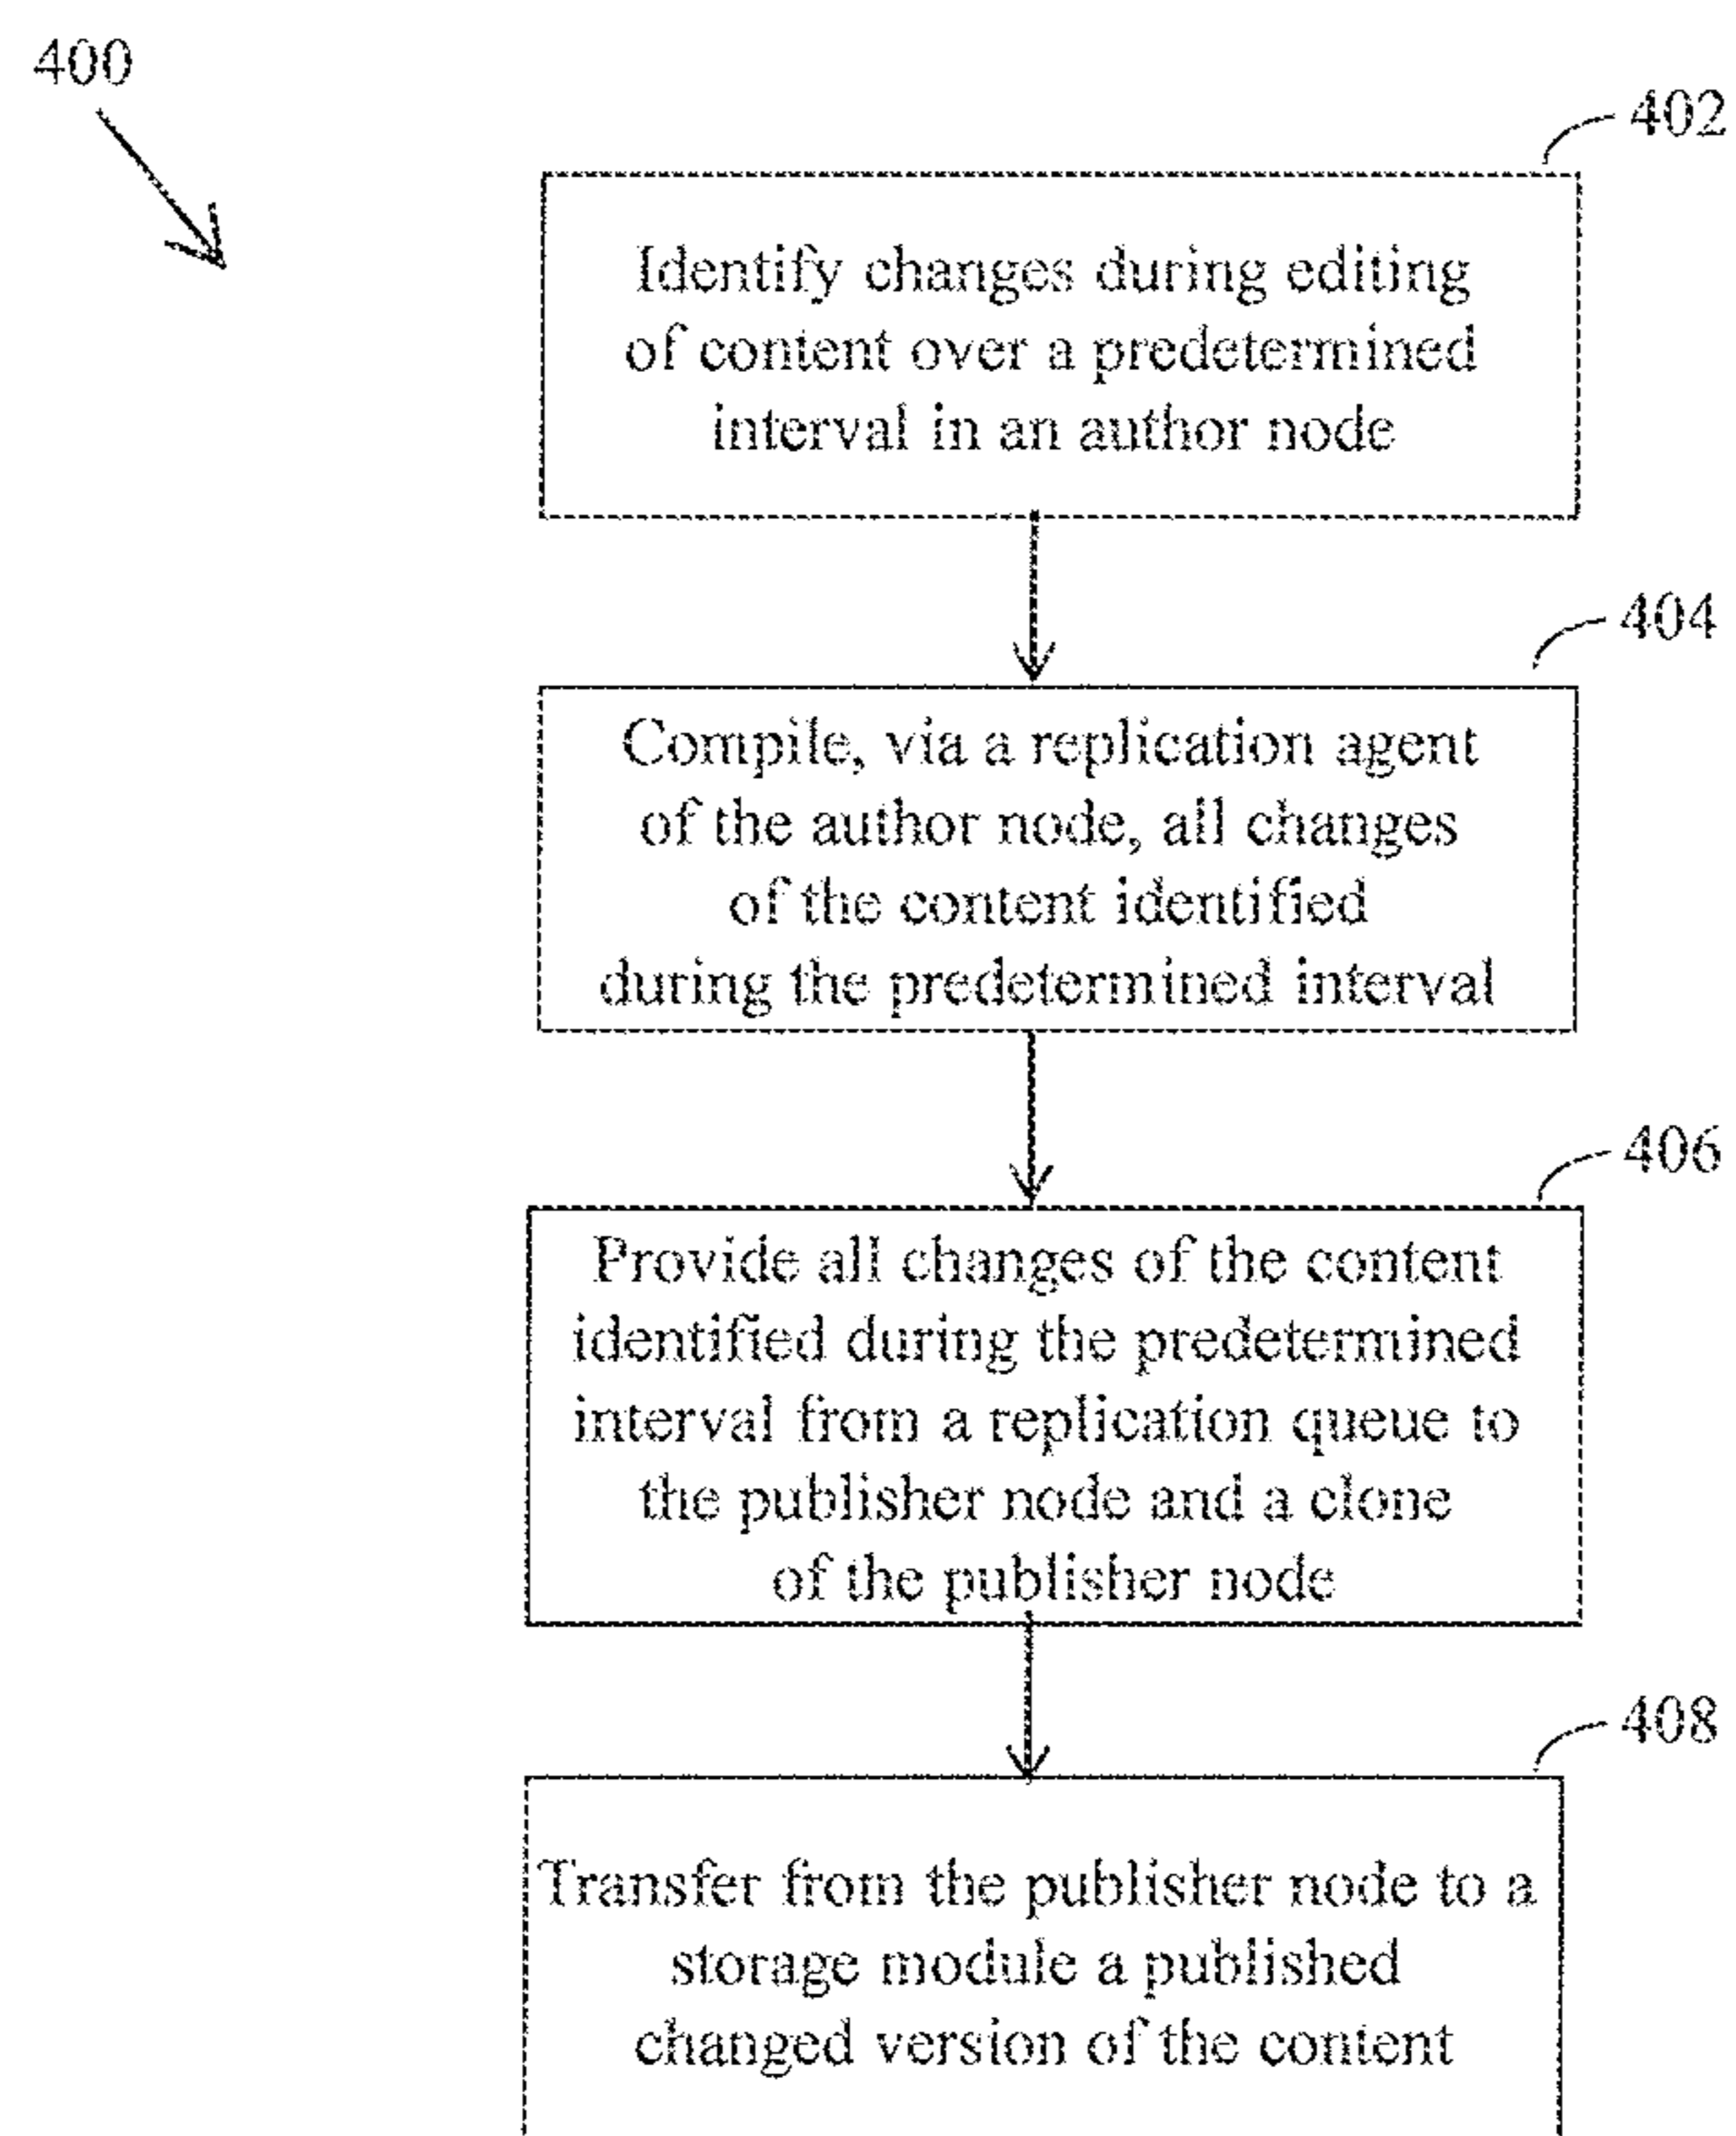 400
402
Identify changes during editing
of content over a predetermined
interval in an author node
404
Compile, via a replication agent
of the author node, all changes
of the content identified
during the predetermined interval
406
Provide all changes of the content
identified during the predetermined
interval from a replication queue to
the publisher node and a clone
of the publisher node
408
Transfer from the publisher node to a
storage module a published
changed version of the content